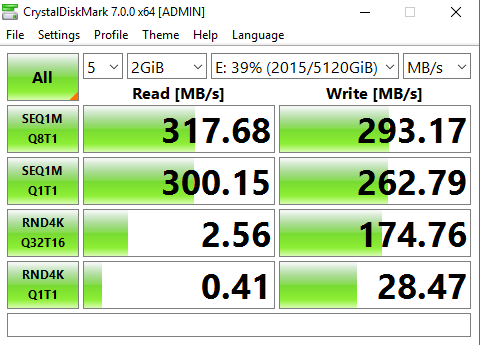 CrystalDiskMark 7.0.0 x64 [ADMIN]
File Settings Profile Theme Help Language
All 5 2GiB E: 39% (2015/5120GiB) MB/s
Read [MB/s] Write [MB/s]
SEQ1M
Q8T1 317.68 293.17
SEQ1M
Q1T1 300.15 262.79
RND4K
Q32T16 2.56 174.76
RND4K
Q1T1 0.41 28.47